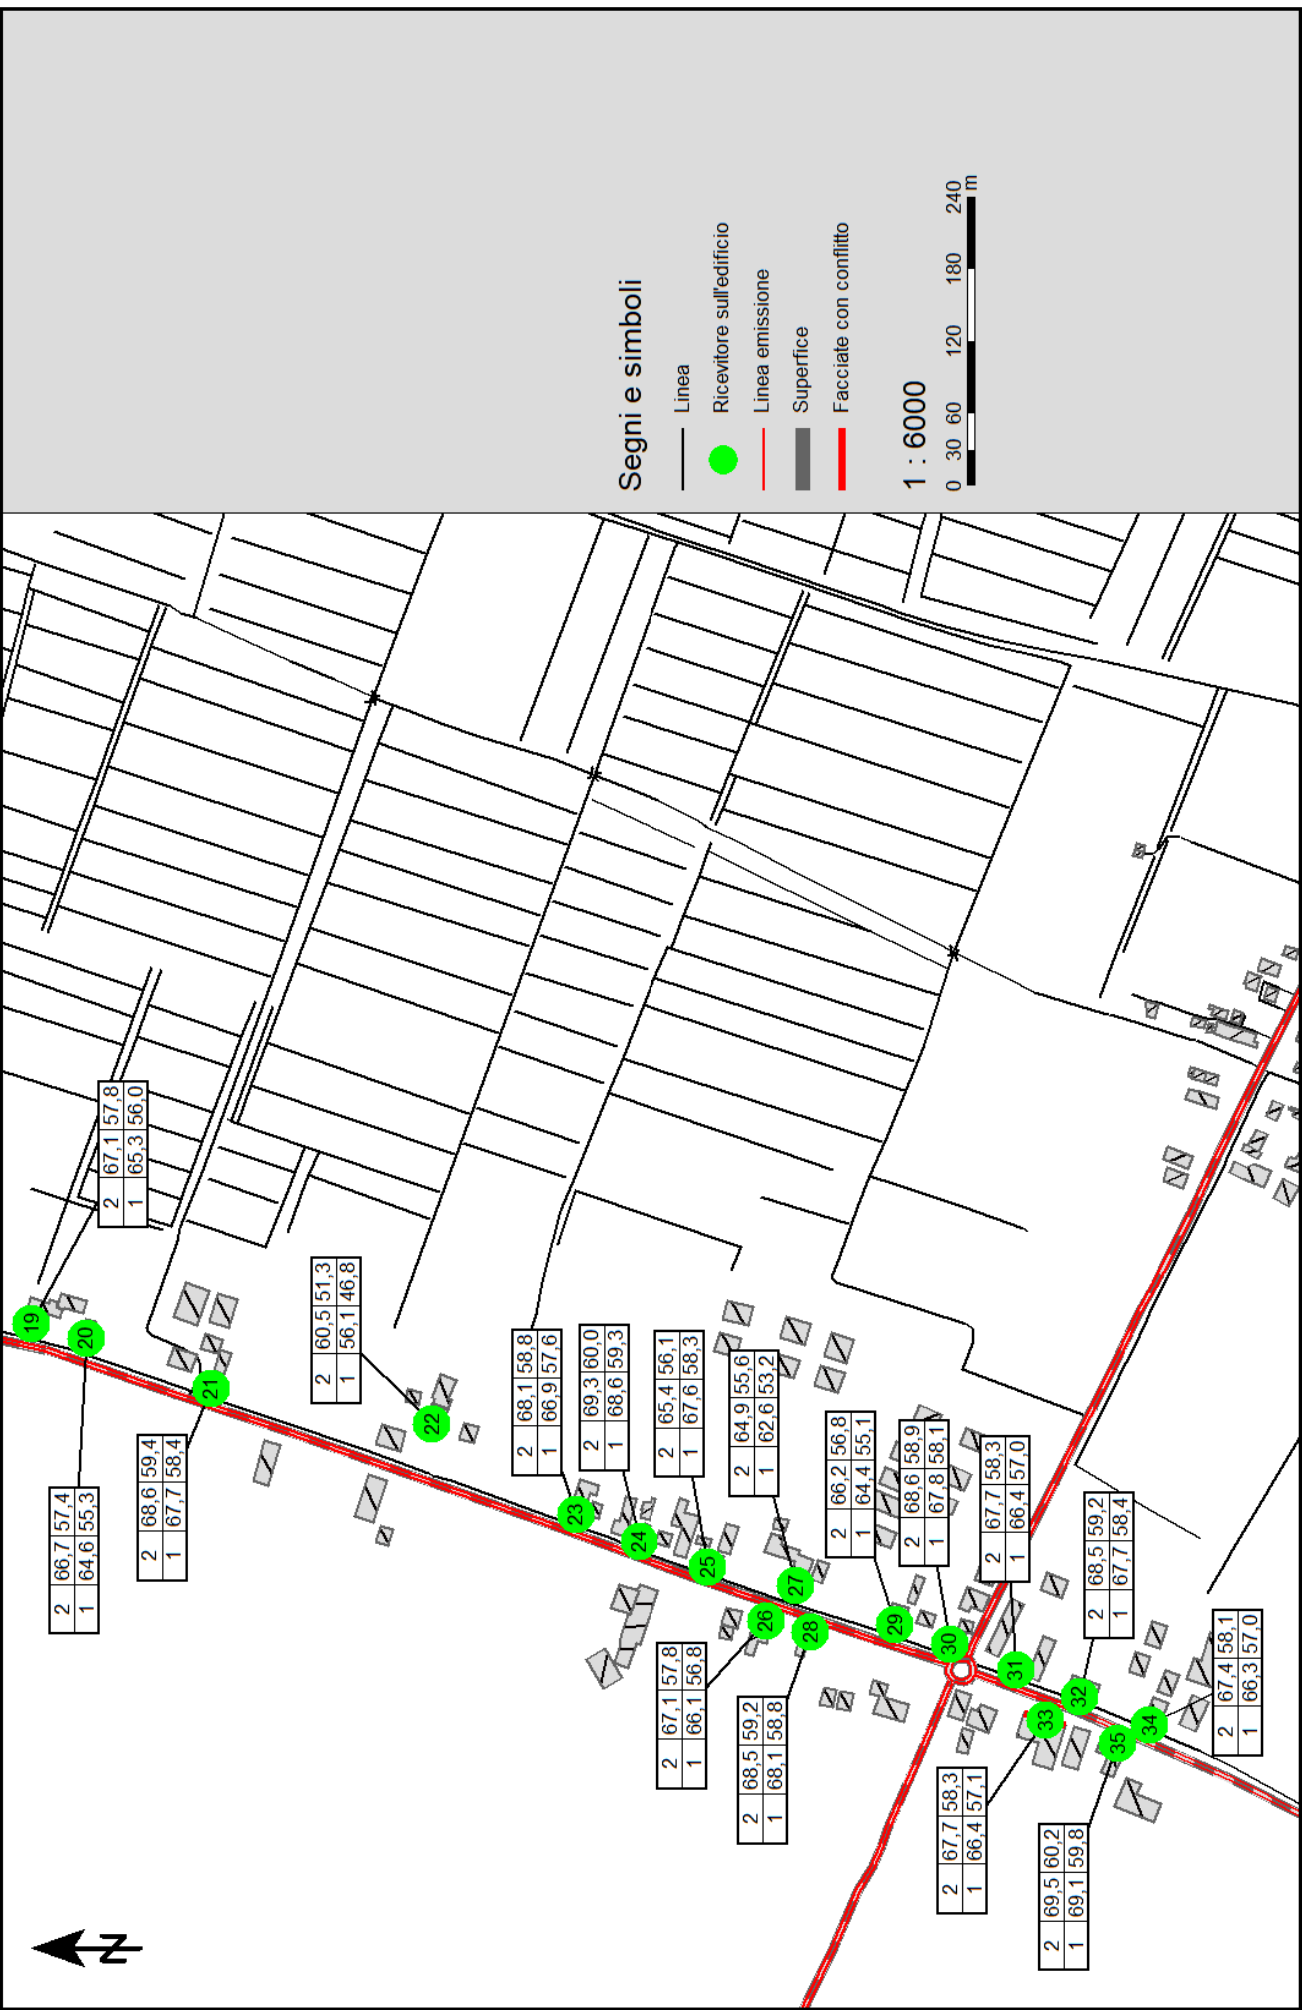 19
2 67,1 57,8
1 65,3 56,0
20
2 66,7 57,4
1 64,6 55,3
21
2 68,6 59,4
1 67,7 58,4
22
2 60,5 51,3
1 56,1 46,8
23
2 68,1 58,8
1 66,9 57,6
24
2 69,3 60,0
1 68,6 59,3
25
2 65,4 56,1
1 67,6 58,3
26
2 67,1 57,8
1 66,1 56,8
27
2 64,9 55,6
1 62,6 53,2
28
2 68,5 59,2
1 68,1 58,8
29
2 66,2 56,8
1 64,4 55,1
30
2 68,6 58,9
1 67,8 58,1
31
2 67,7 58,3
1 66,4 57,0
32
2 68,5 59,2
1 67,7 58,4
33
2 67,7 58,3
1 66,4 57,1
34
2 67,4 58,1
1 66,3 57,0
35
2 69,5 60,2
1 69,1 59,8
N
Segni e simboli
Linea
Ricevitore sull'edificio
Linea emissione
Superfice
Facciate con conflitto
1 : 6000
0 30 60 120 180 240
m